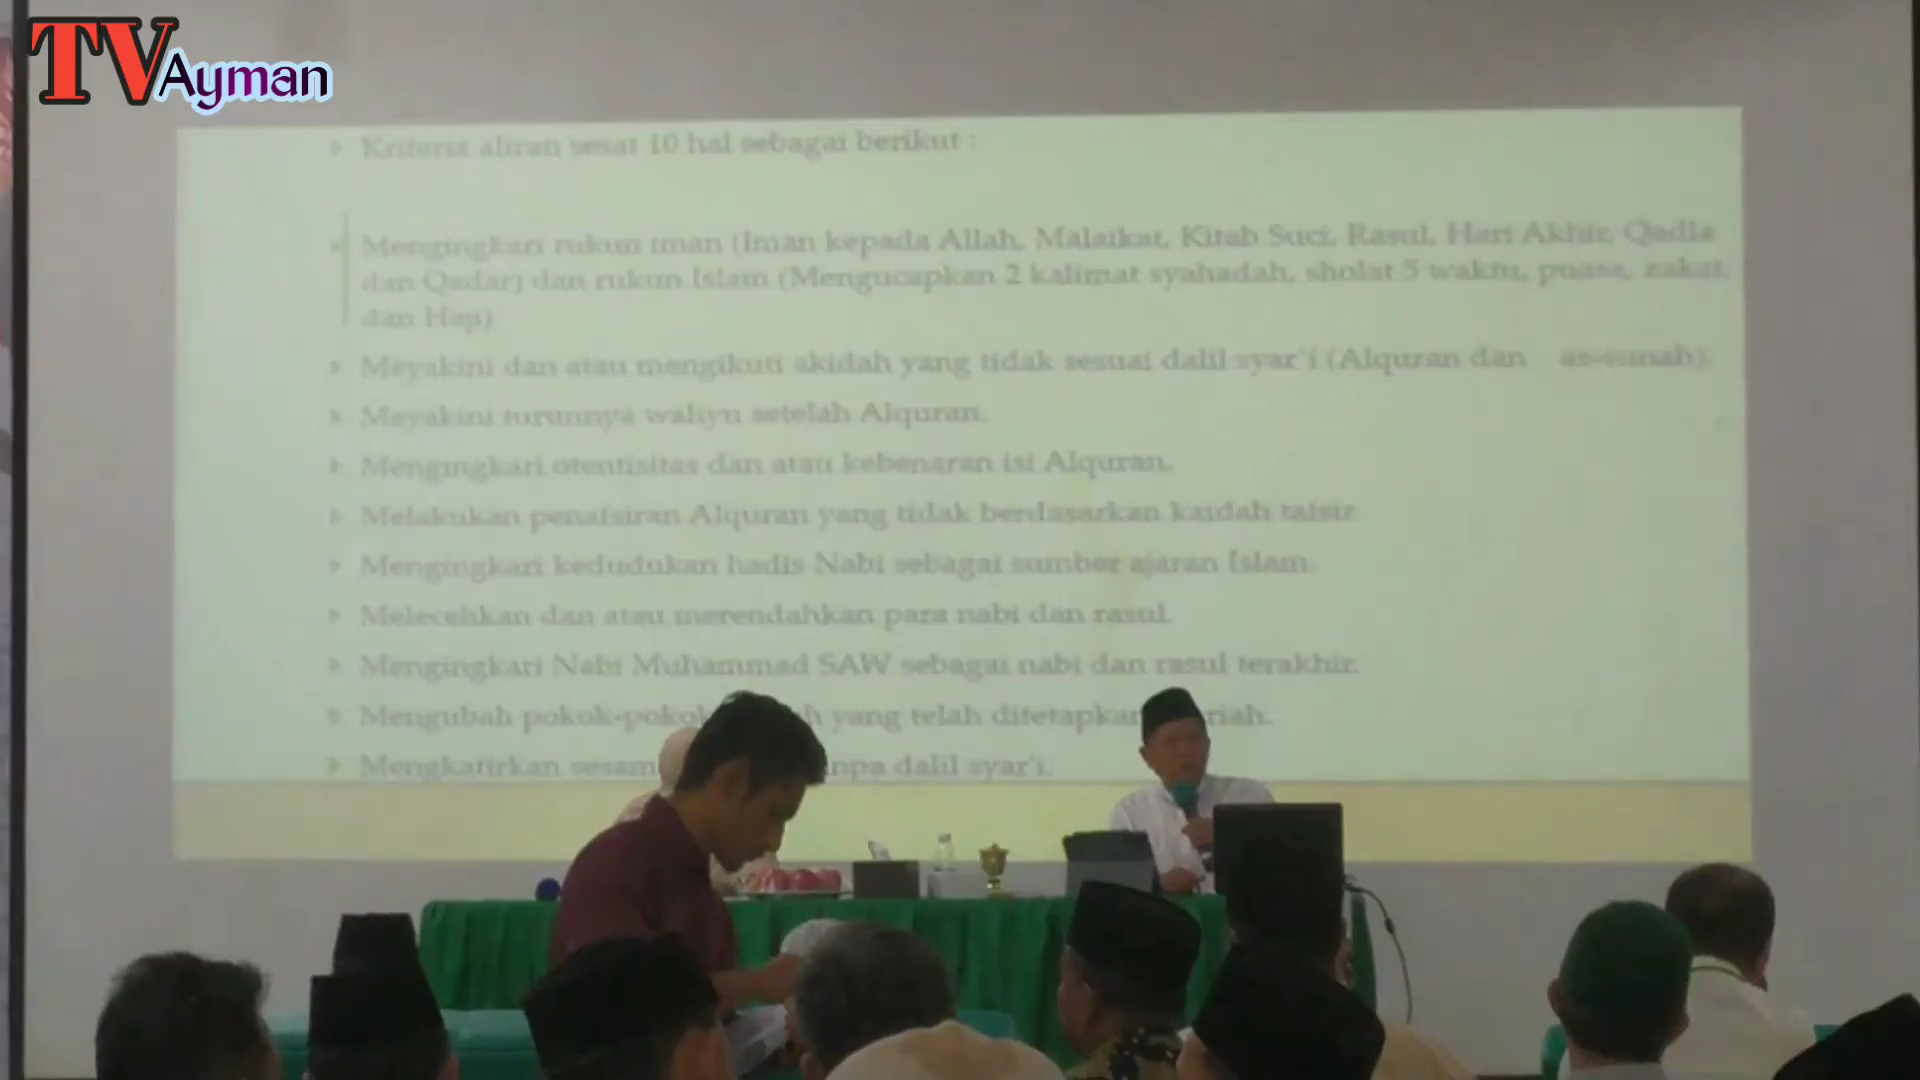 TV Ayman
Kriteria aliran sesat 10 hal sebagai berikut :
Mengingkari rukun iman (Iman kepada Allah, Malaikat, Kitab Suci, Rasul, Hari Akhir, Qadla
dan Qadar) dan rukun Islam (Mengucapkan 2 kalimat syahadah, sholat 5 waktu, puasa, zakat,
dan Haji)
Meyakini dan atau mengikuti akidah yang tidak sesuai dalil syar'i (Alquran dan as-sunah).
Meyakini turunnya wahyu setelah Alquran.
Mengingkari otentisitas dan atau kebenaran isi Alquran.
Melakukan penafsiran Alquran yang tidak berdasarkan kaidah tafsir.
Mengingkari kedudukan hadis Nabi sebagai sumber ajaran Islam.
Melecehkan dan atau merendahkan para nabi dan rasul.
Mengingkari Nabi Muhammad SAW sebagai nabi dan rasul terakhir.
Mengubah pokok-pokok yang telah ditetapkan
Mengkafirkan dalil syar'i.